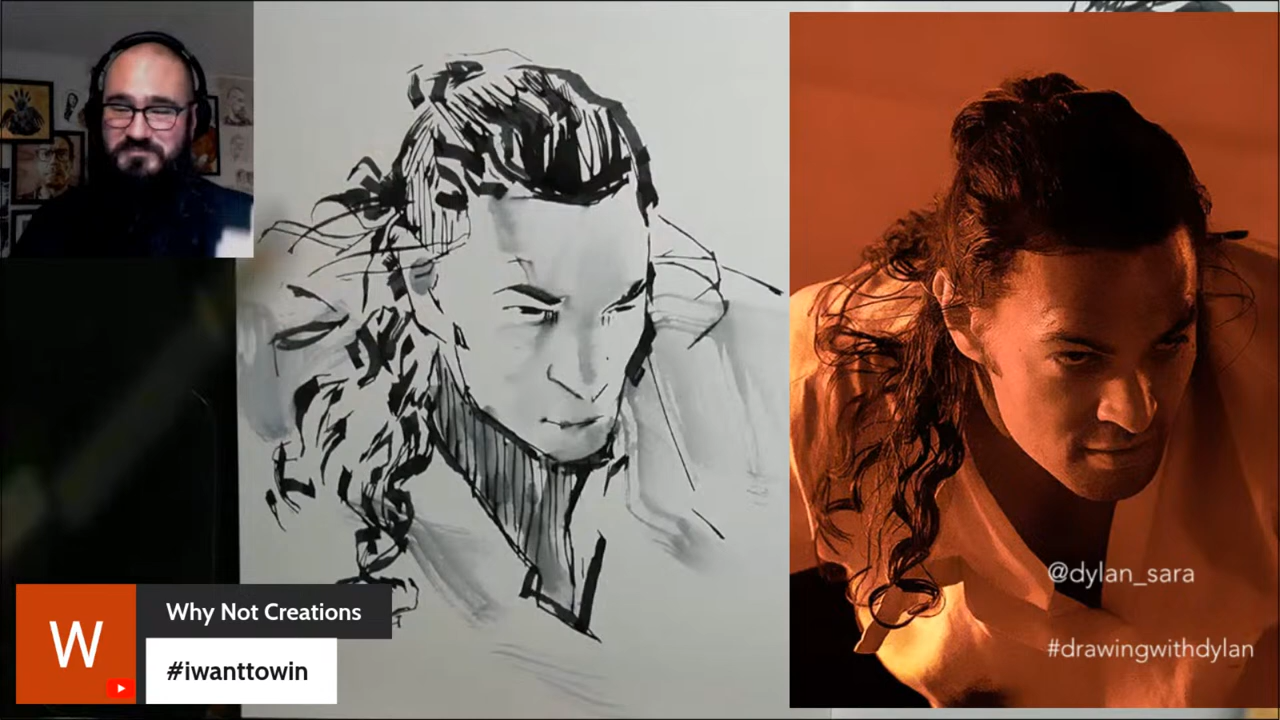 W
Why Not Creations
#iwanttowin
@dylan_sara
#drawingwithdylan